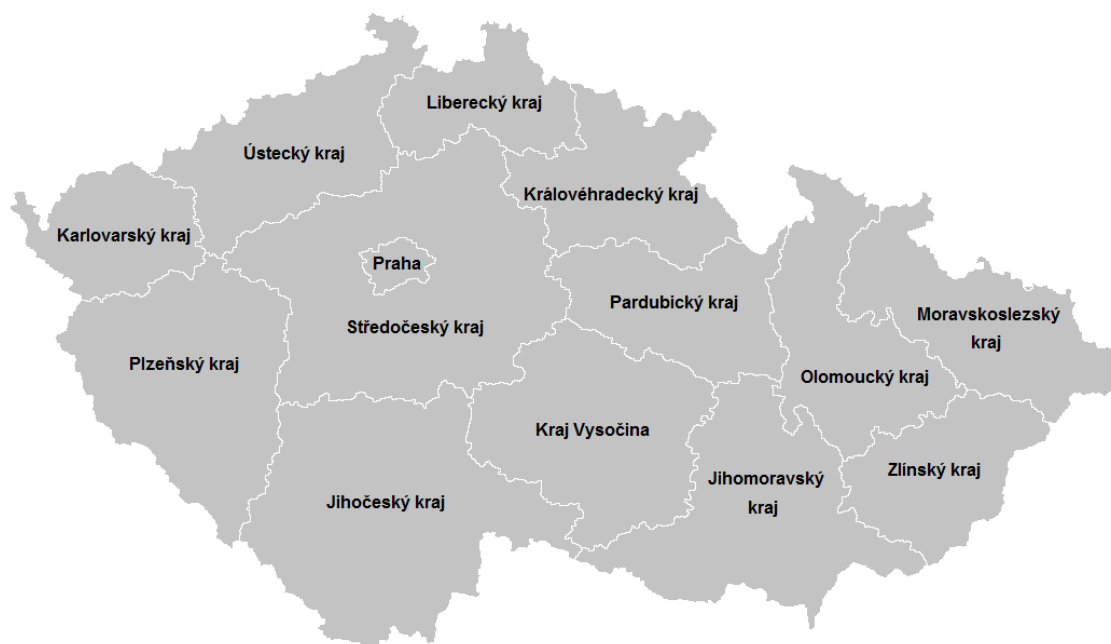 Liberecký kraj
Ústecký kraj
Královéhradecký kraj
Karlovarský kraj
Praha
Pardubický kraj
Moravskoslezský
kraj
Středočeský kraj
Plzeňský kraj
Olomoucký kraj
Kraj Vysočina
Zlínský kraj
Jihomoravský
kraj
Jihočeský kraj